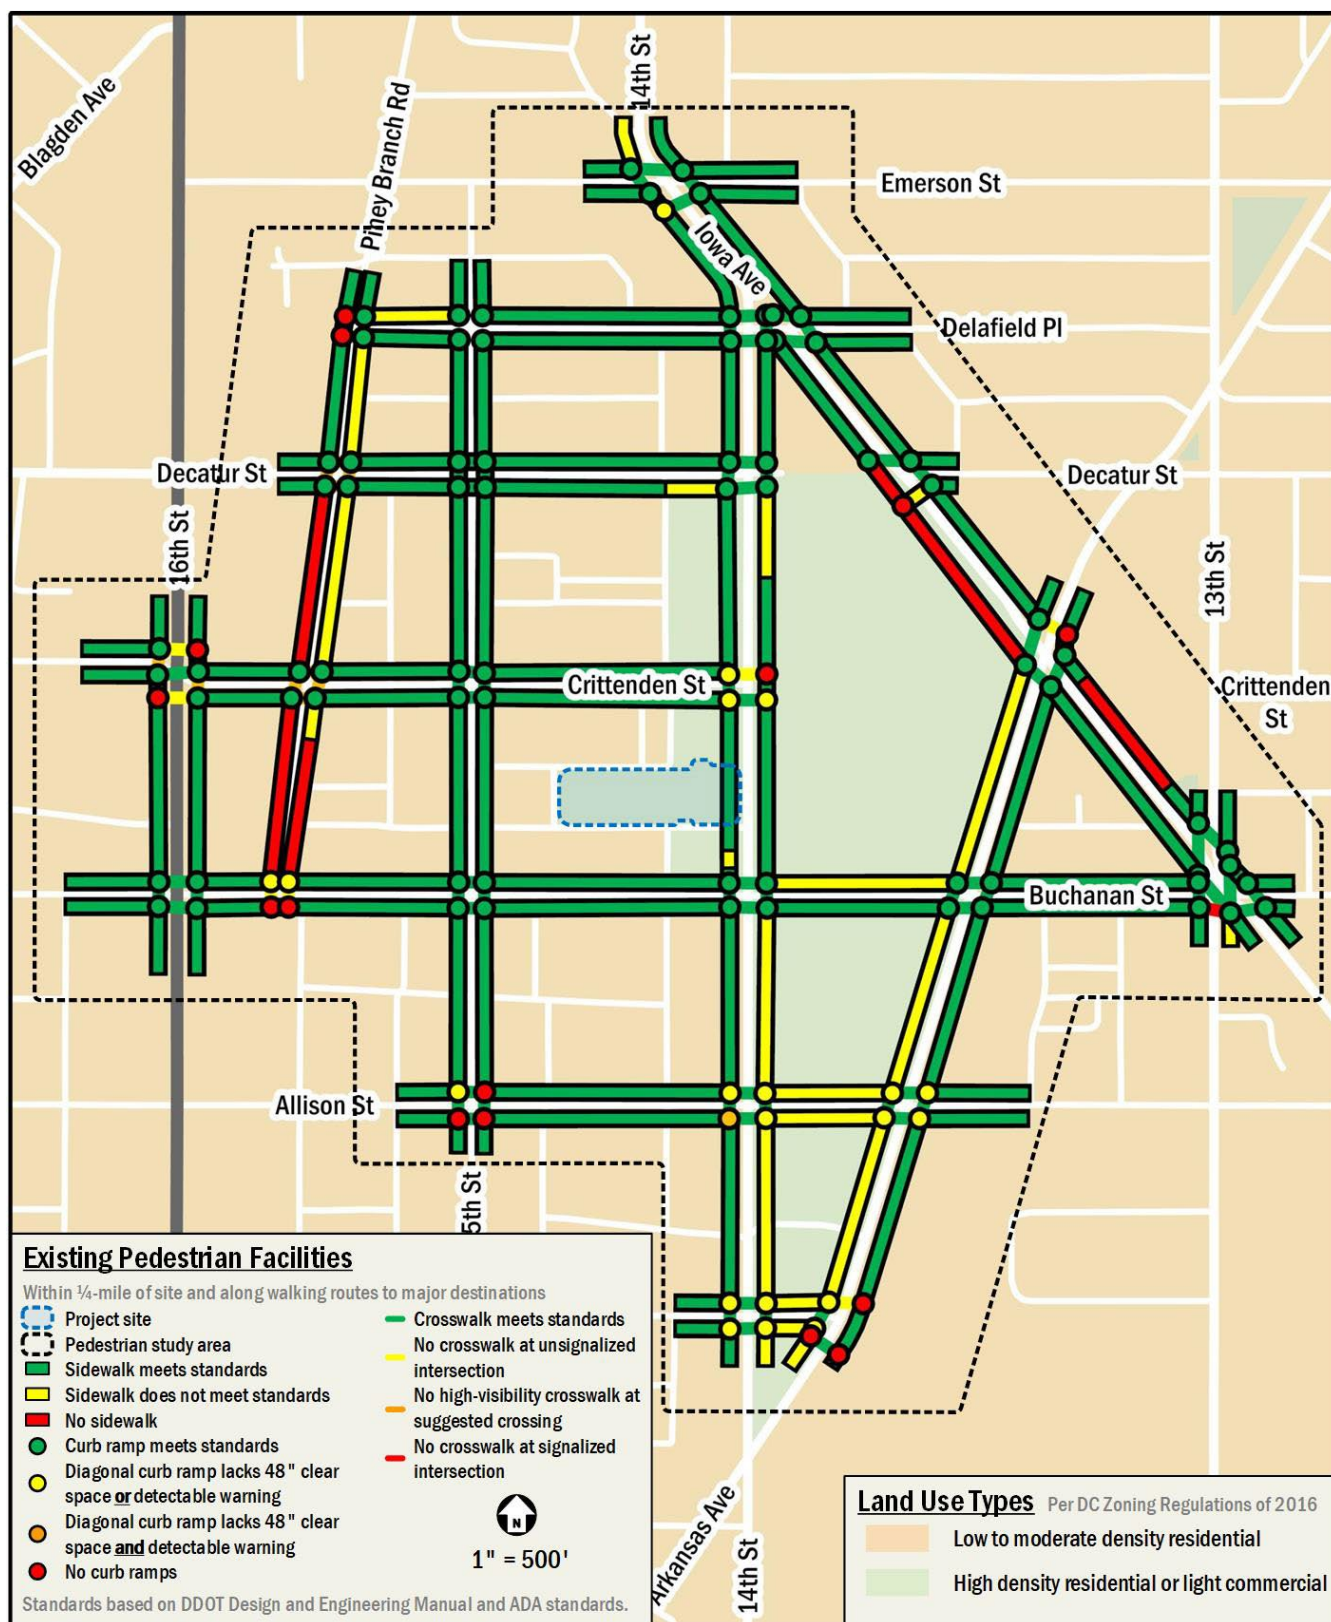 14th St
Blagden Ave
Piney Branch Rd
Emerson St
Iowa Ave
Delafield Pl
Decatur St
Decatur St
16th St
13th St
Crittenden St
Crittenden
St
Buchanan St
Allison St
5th St
Existing Pedestrian Facilities
Within ¼-mile of site and along walking routes to major destinations
Project site
Pedestrian study area
Sidewalk meets standards
Sidewalk does not meet standards
No sidewalk
Curb ramp meets standards
Diagonal curb ramp lacks 48" clear
space or detectable warning
Diagonal curb ramp lacks 48" clear
space and detectable warning
No curb ramps
Crosswalk meets standards
No crosswalk at unsignalized
intersection
No high-visibility crosswalk at
suggested crossing
No crosswalk at signalized
intersection
N
1" = 500'
Standards based on DDOT Design and Engineering Manual and ADA standards.
Arkansas Ave
14th St
Land Use Types Per DC Zoning Regulations of 2016
Low to moderate density residential
High density residential or light commercial